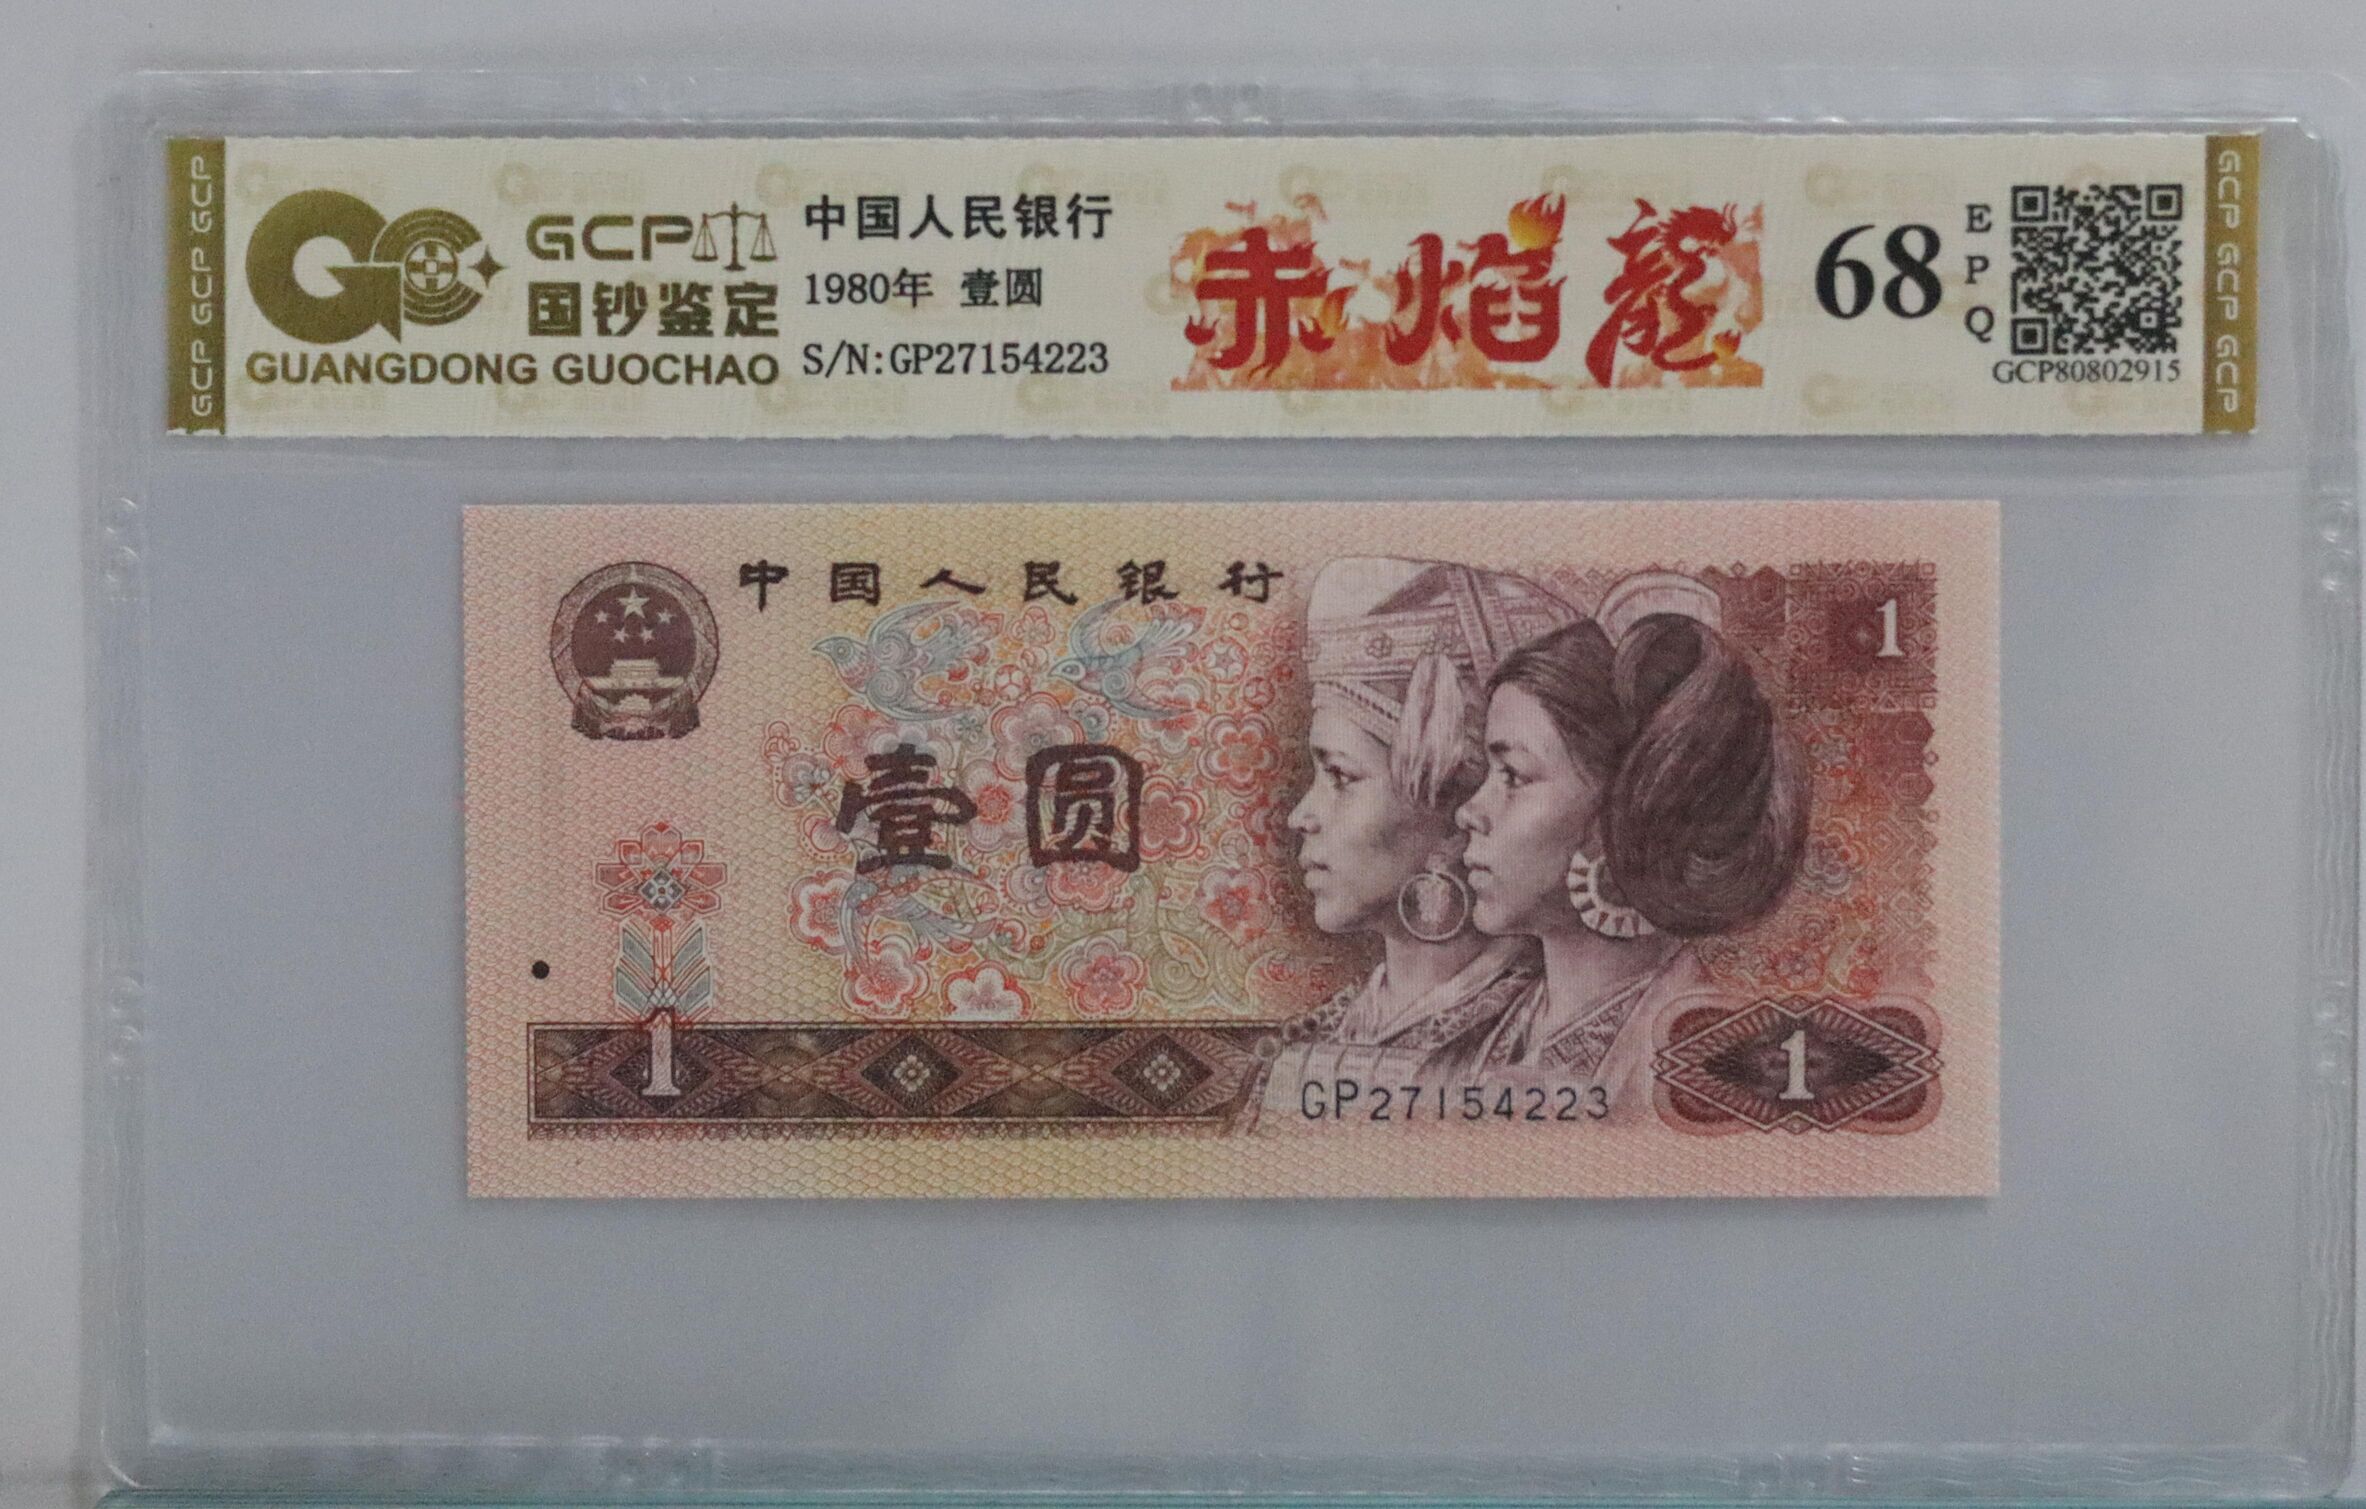 GCP GCP GCP
GCP
国钞鉴定
GUANGDONG GUOCHAO
中国人民银行
1980年 壹圆
S/N:GP27154223
赤焰龍
68
EPQ
GCP80802915
GCP GCP GCP
中国人民银行
1
壹圆
1
1
GP27154223